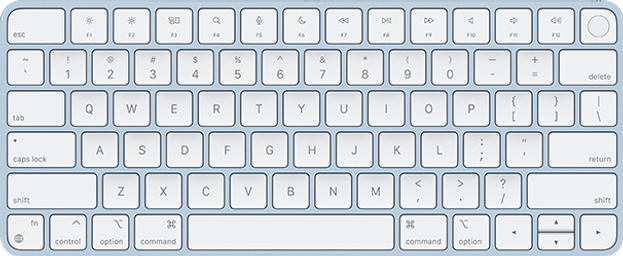 esc F1 F2 F3 F4 F5 F6 F7 F8 F9 F10 F11 F12
~ ! @ # $ % ^ & * ( ) — +
` 1 2 3 4 5 6 7 8 9 0 - = delete
tab Q W E R T Y U I O P { [ } ] | \
caps lock A S D F G H J K L : ; " ' return
shift Z X C V B N M < , > . ? / shift
fn control option command command option